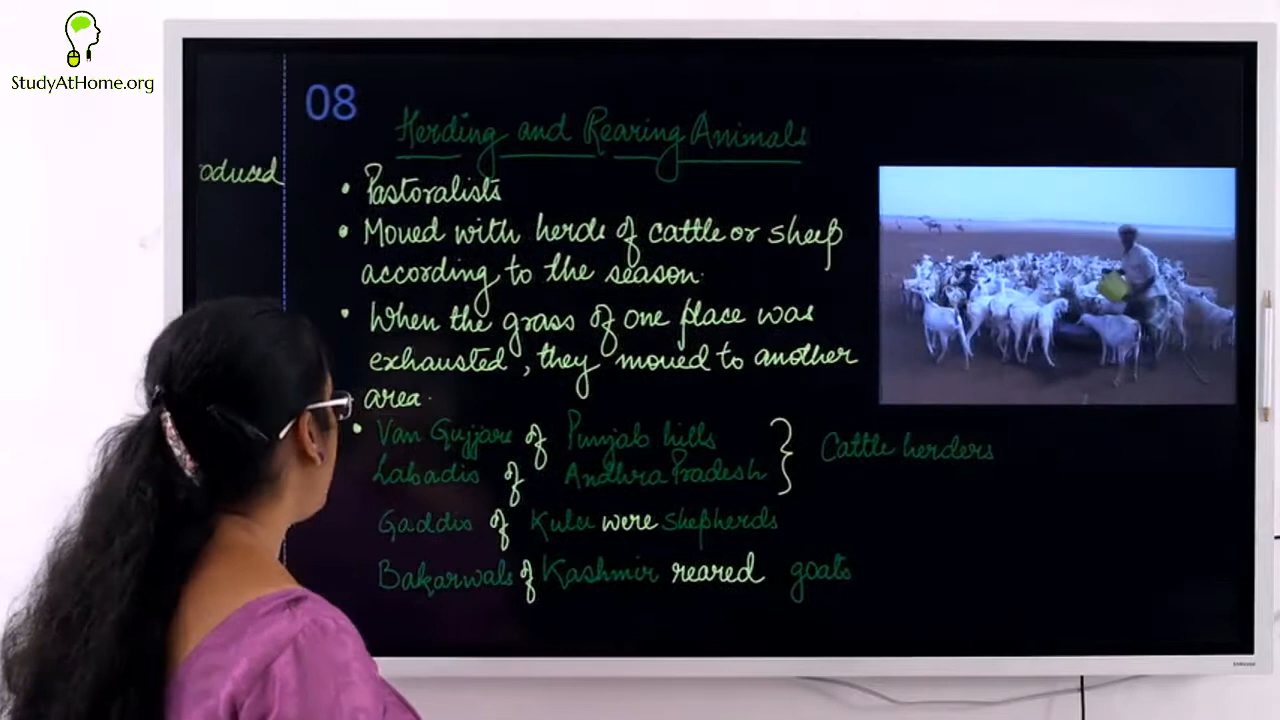 StudyAtHome.org
oduced
08
Herding and Rearing Animals
• Pastoralists
• Moved with herds of cattle or sheep
according to the season.
• When the grass of one place was
exhausted, they moved to another
area.
• Van Gujjars of Punjab hills
Labadis of Andhra Pradesh } Cattle herders
Gaddis of Kulu were shepherds
Bakarwals of Kashmir reared goats